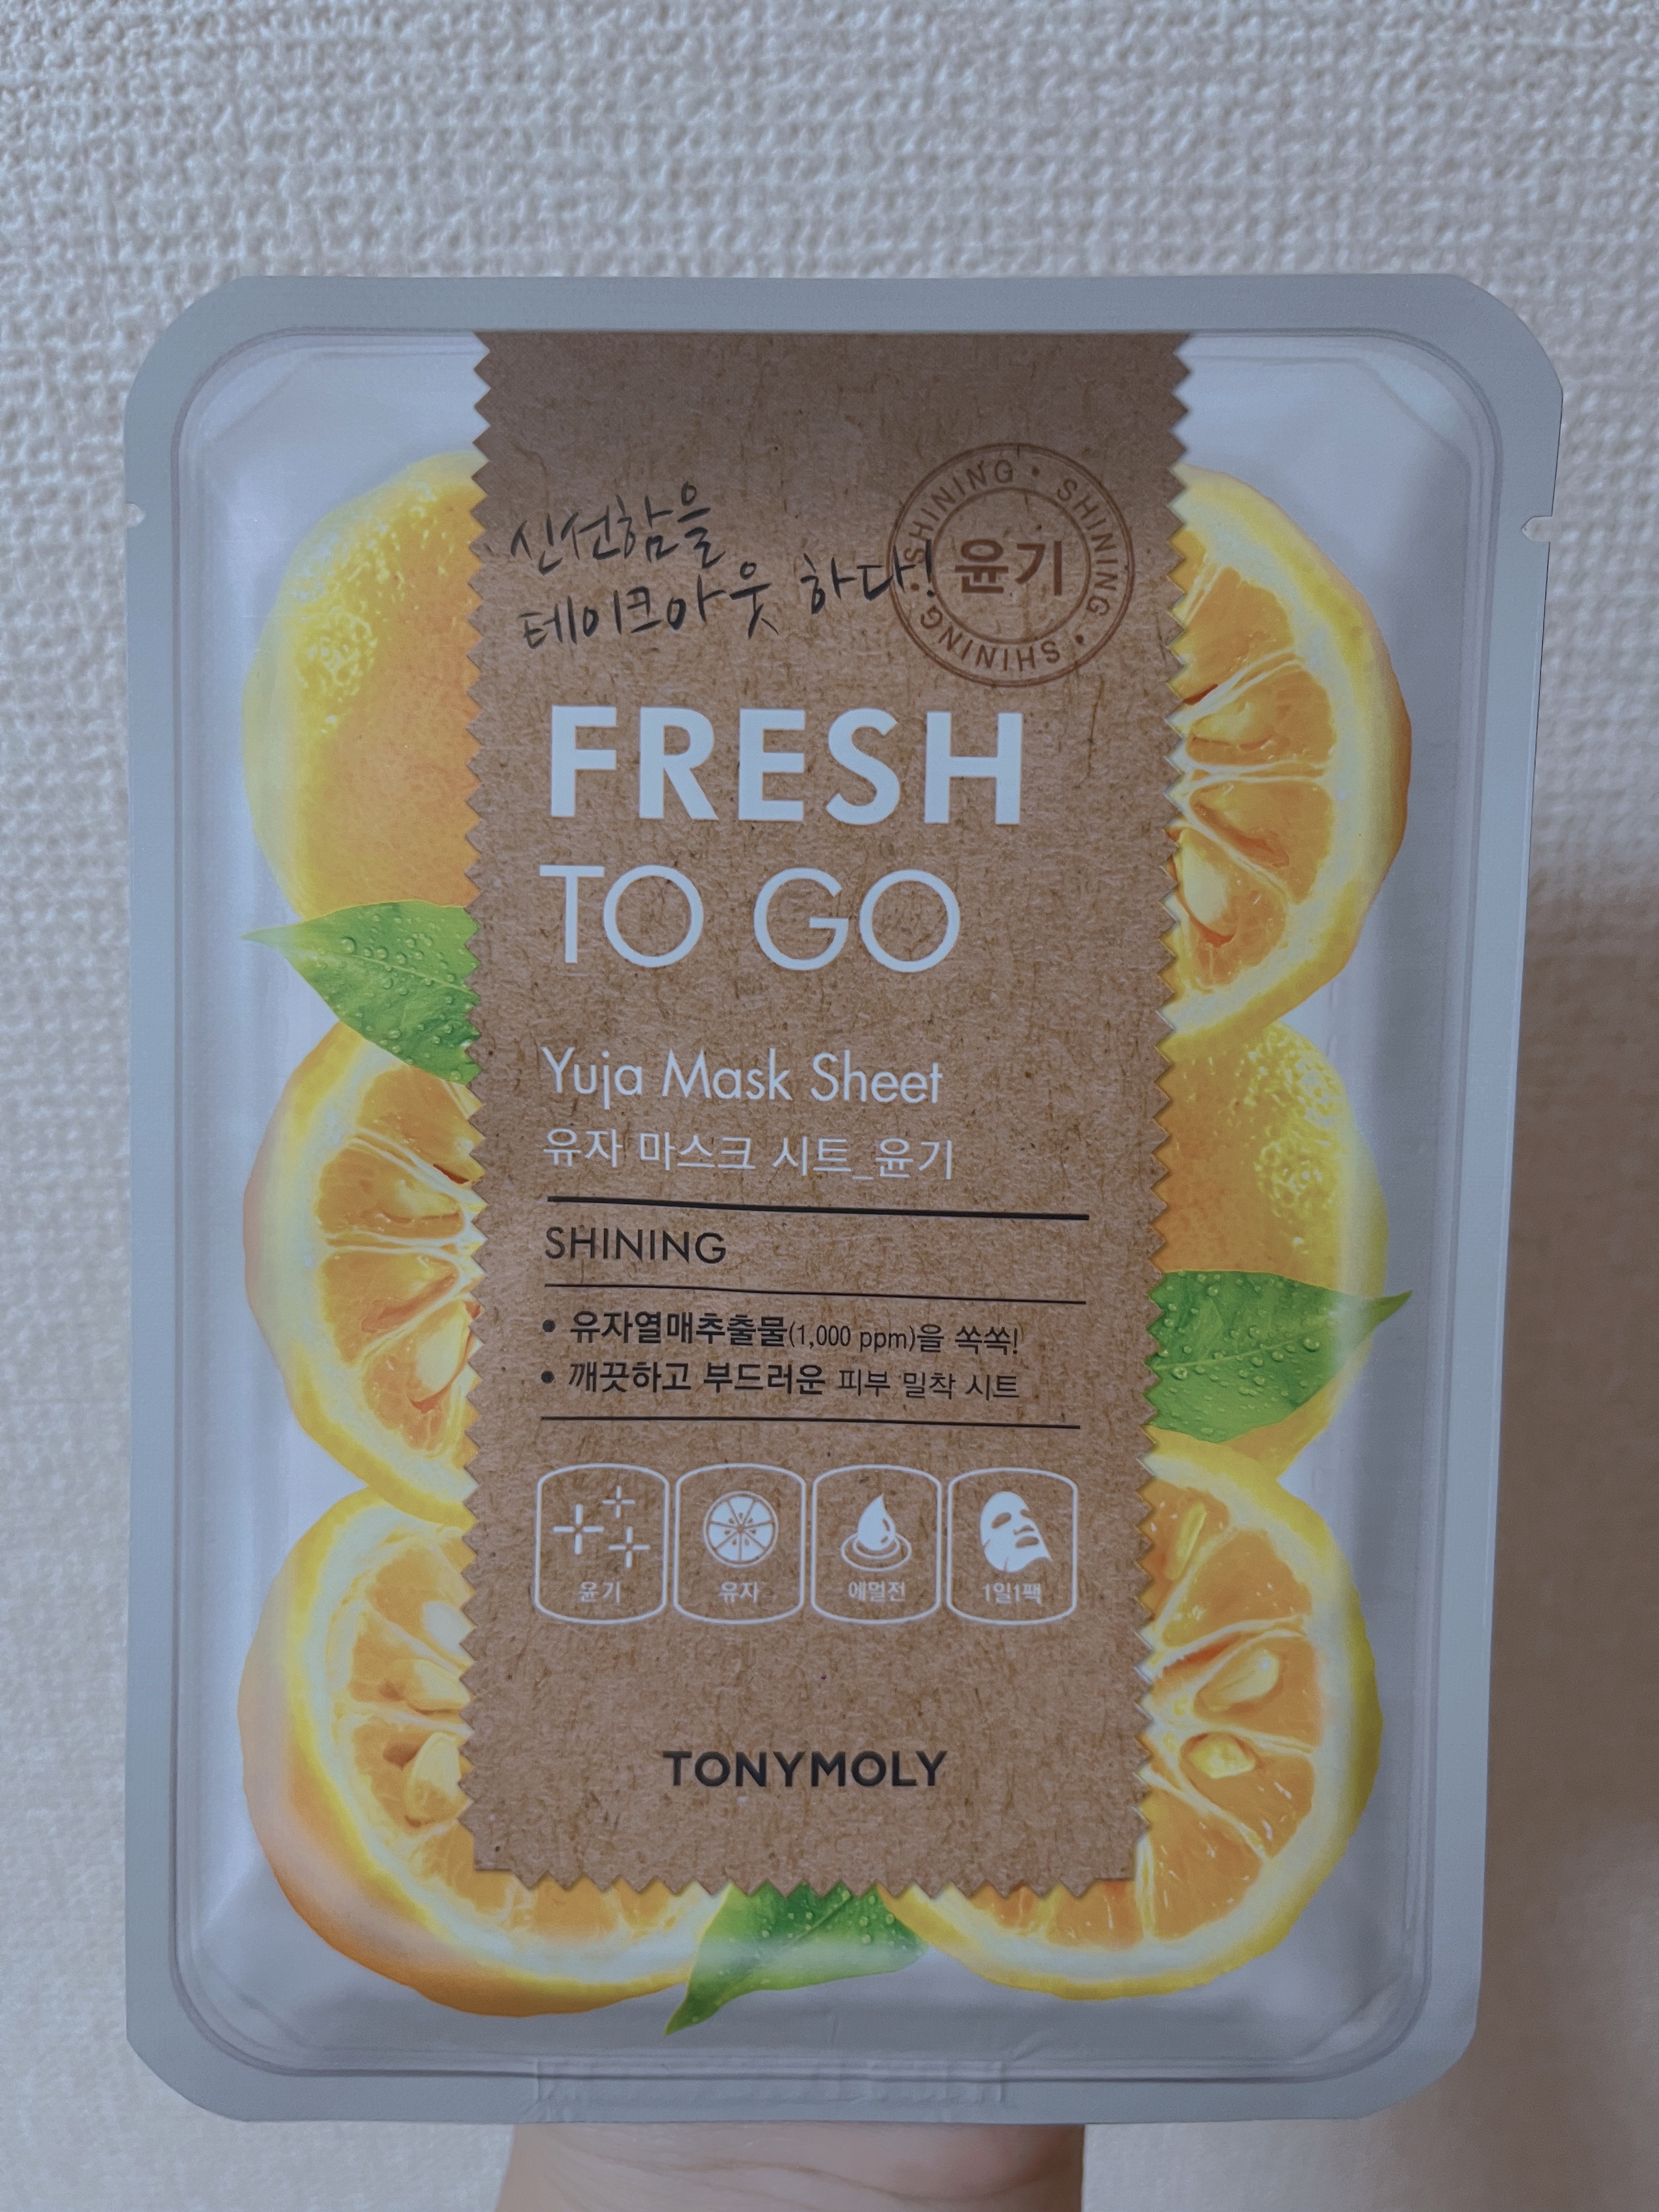 신선함을
테이크아웃 하다!
SHINING • SHINING • SHINING •
윤기
FRESH
TO GO
Yuja Mask Sheet
유자 마스크 시트_윤기
SHINING
• 유자열매추출물(1,000 ppm)을 쏙쏙!
• 깨끗하고 부드러운 피부 밀착 시트
윤기 유자 에멀전 1일1팩
TONYMOLY